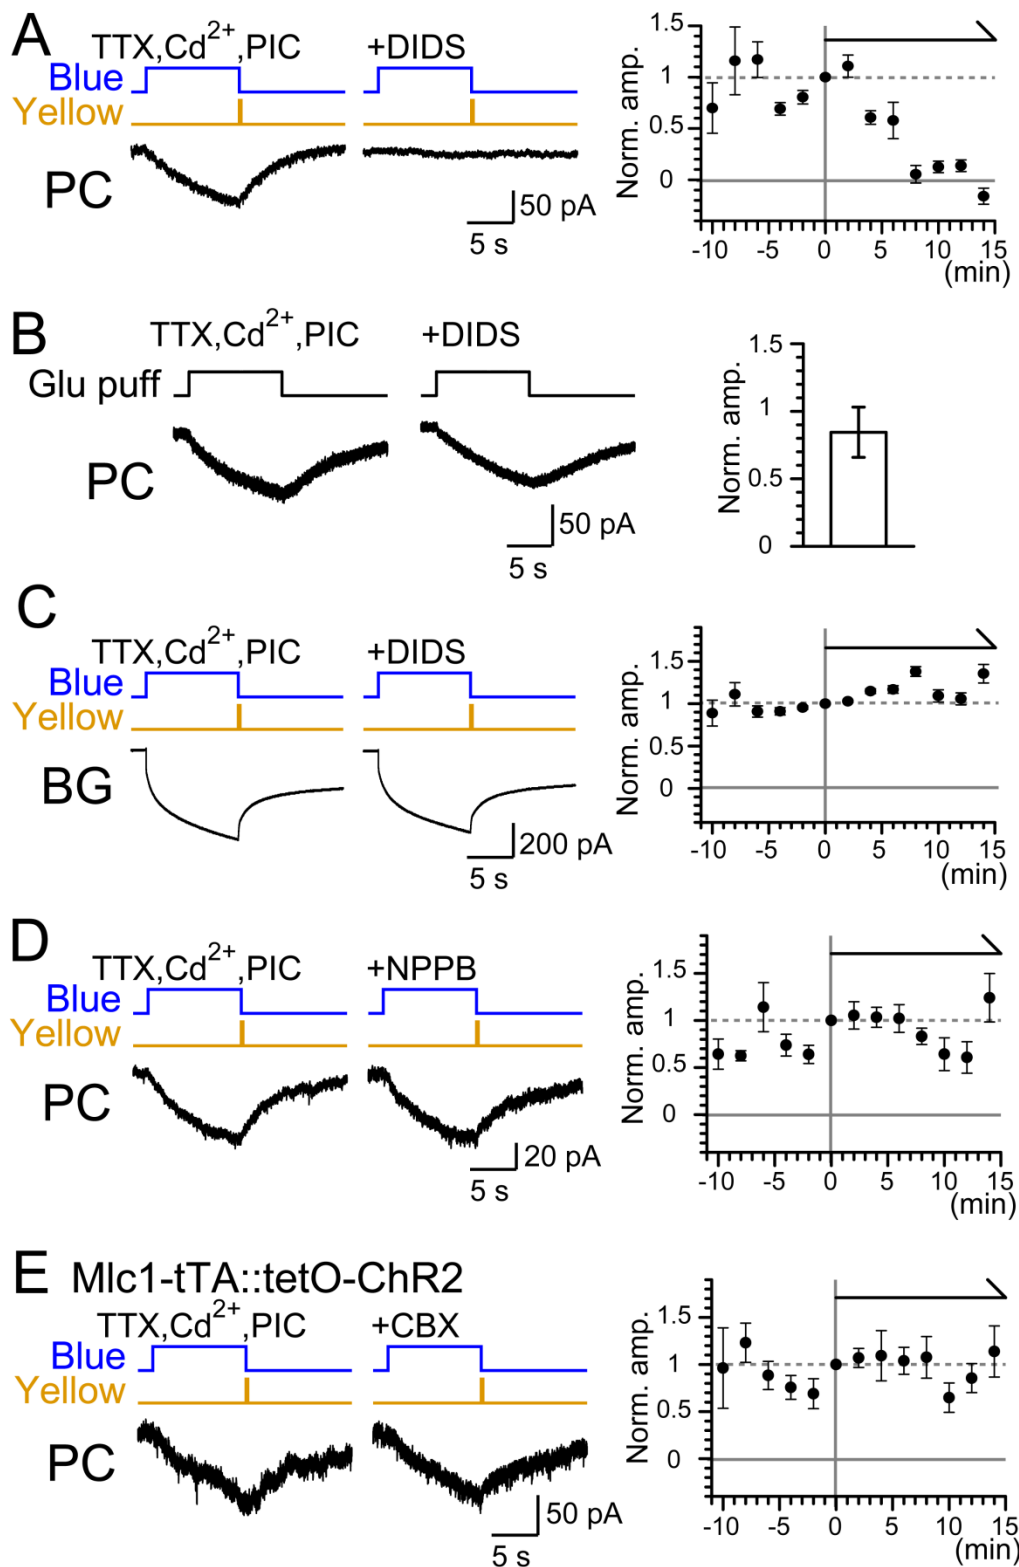 A
TTX,Cd2+,PIC +DIDS
Blue
Yellow
PC
50 pA
5 s
Norm. amp.
1.5
1
0.5
0
-10 -5 0 5 10 15
(min)
B
TTX,Cd2+,PIC +DIDS
Glu puff
PC
50 pA
5 s
Norm. amp.
1.5
1
0.5
0
C
TTX,Cd2+,PIC +DIDS
Blue
Yellow
BG
200 pA
5 s
Norm. amp.
1.5
1
0.5
0
-10 -5 0 5 10 15
(min)
D
TTX,Cd2+,PIC +NPPB
Blue
Yellow
PC
20 pA
5 s
Norm. amp.
1.5
1
0.5
0
-10 -5 0 5 10 15
(min)
E Mlc1-tTA::tetO-ChR2
TTX,Cd2+,PIC +CBX
Blue
Yellow
PC
50 pA
5 s
Norm. amp.
1.5
1
0.5
0
-10 -5 0 5 10 15
(min)